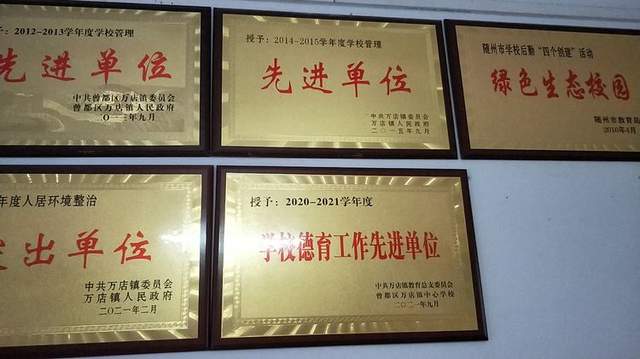 予：2012-2013学年度学校管理
先进单位
中共曾都区万店镇委员会
曾都区万店镇人民政府
二〇一三年九月
授予：2014-2015学年度学校管理
先进单位
中共万店镇委员会
万店镇人民政府
二〇一五年九月
随州市学校后勤“四个创建”活动
绿色生态校园
随州市教育局
2016年4月
年度人居环境整治
出单位
中共万店镇委员会
万店镇人民政府
二〇二一年二月
授予：2020-2021学年度
学校德育工作先进单位
中共万店镇教育总支委员会
曾都区万店镇中心学校
二〇二一年九月